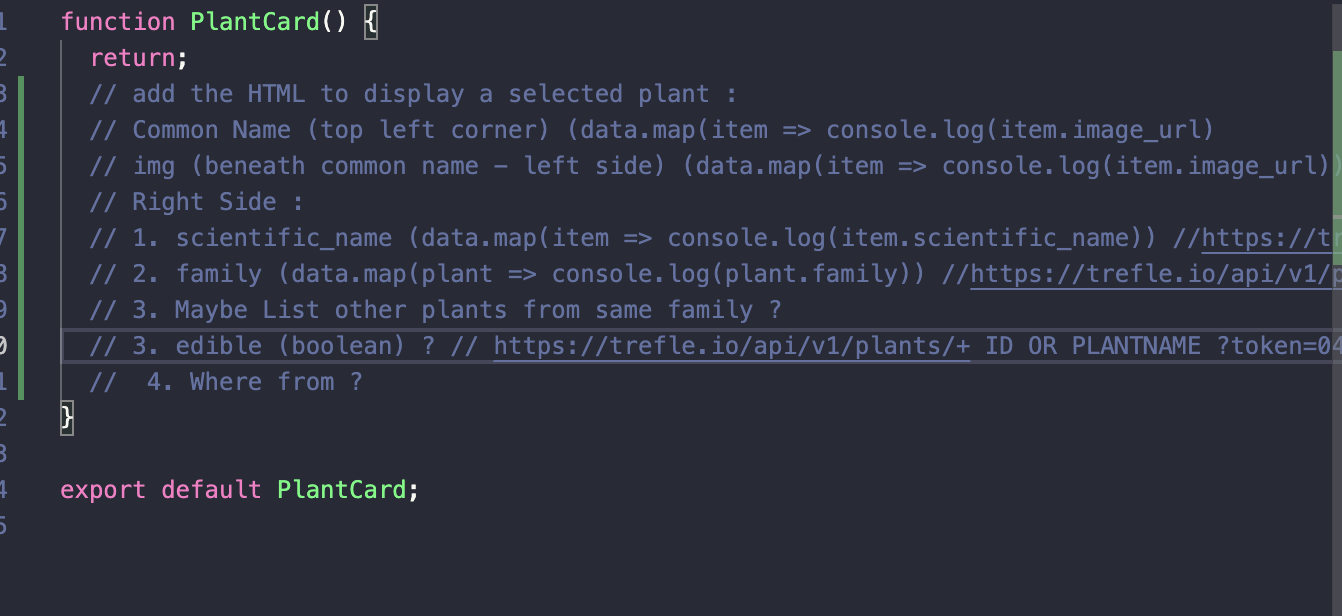 1 function PlantCard() {
2 return;
3 // add the HTML to display a selected plant :
4 // Common Name (top left corner) (data.map(item => console.log(item.image_url)
5 // img (beneath common name - left side) (data.map(item => console.log(item.image_url))
6 // Right Side :
7 // 1. scientific_name (data.map(item => console.log(item.scientific_name)) //https://tr
8 // 2. family (data.map(plant => console.log(plant.family)) //https://trefle.io/api/v1/p
9 // 3. Maybe List other plants from same family ?
0 // 3. edible (boolean) ? // https://trefle.io/api/v1/plants/+ ID OR PLANTNAME ?token=04
1 // 4. Where from ?
2 }
3
4 export default PlantCard;
5